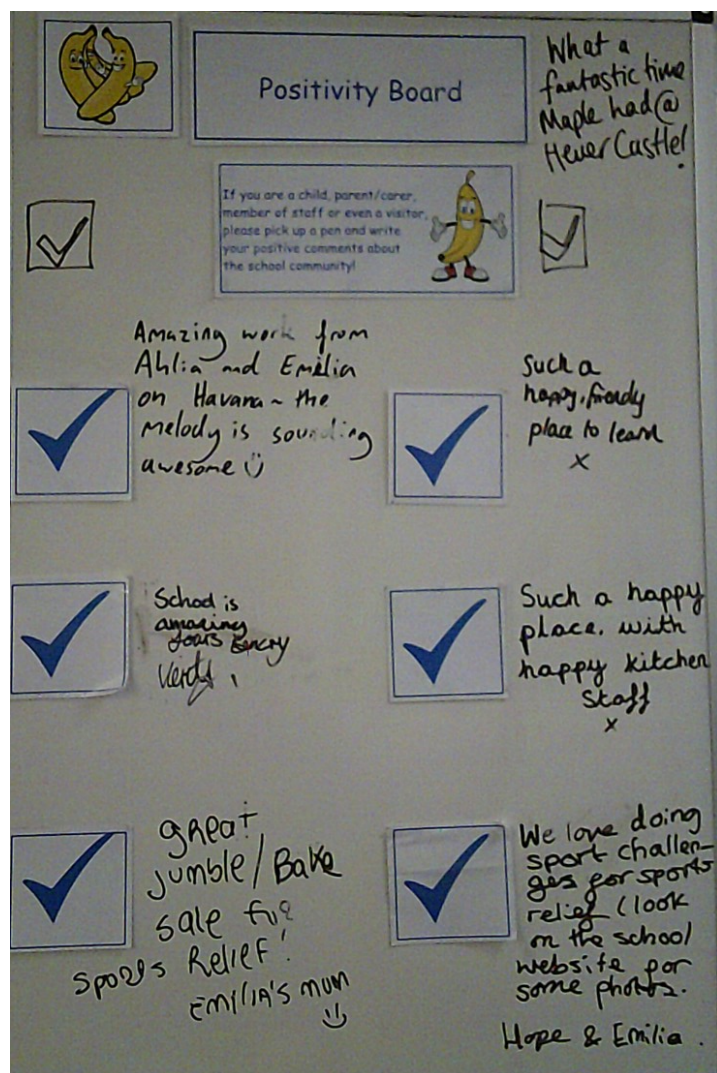 Positivity Board
What a
fantastic time
Maple had @
Hever Castle!
If you are a child, parent/carer,
member of staff or even a visitor,
please pick up a pen and write
your positive comments about
the school community!
Amazing work from
Ahlia and Emilia
on Havana ~ the
melody is sounding
awesome
Such a
happy, friendly
place to learn
x
School is
amazing
Such a happy
place. with
happy kitchen
staff
x
great
jumble/Bake
sale for
Sports Relief!
Emilia's mum
We love doing
sport challen-
ges for sports
relief (look
on the school
website for
some photos.
Hope & Emilia.